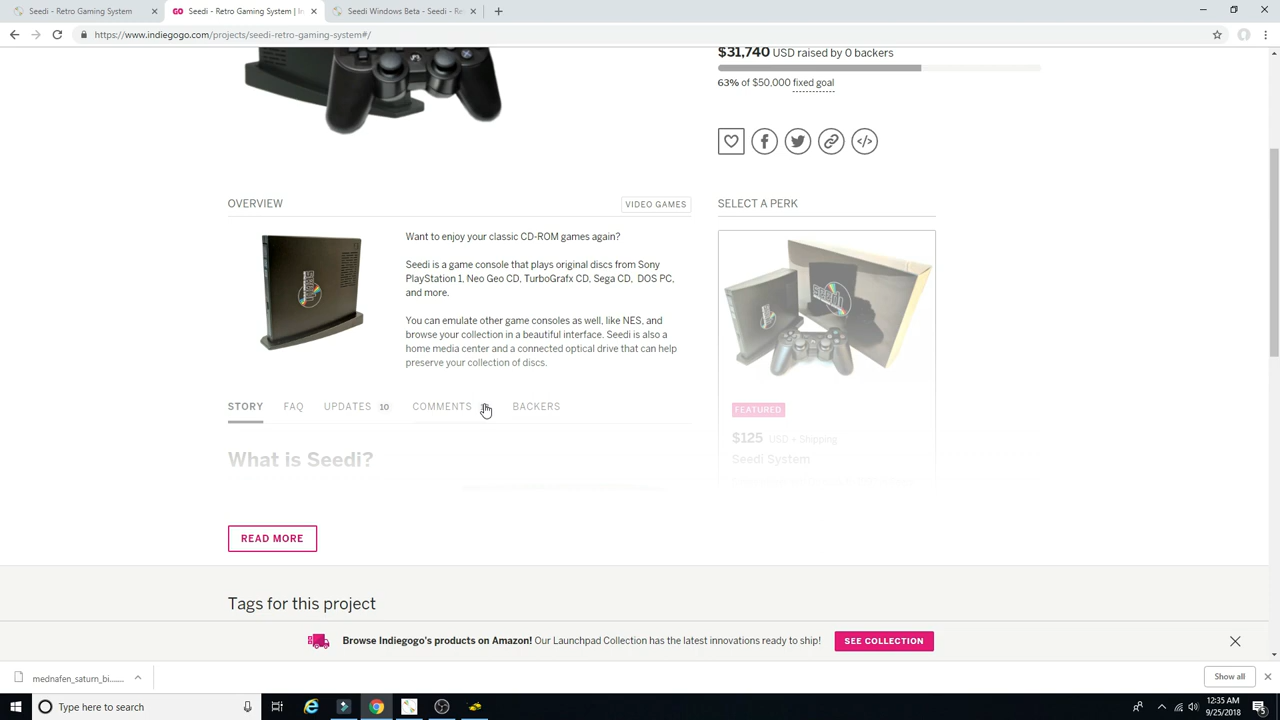 Seedi - Retro Gaming System
GO Seedi - Retro Gaming System | In
Seedi Windows Beta - Seedi - Re
https://www.indiegogo.com/projects/seedi-retro-gaming-system#/
$31,740 USD raised by 0 backers
63% of $50,000 fixed goal
OVERVIEW
VIDEO GAMES
SELECT A PERK
Want to enjoy your classic CD-ROM games again?
Seedi is a game console that plays original discs from Sony
PlayStation 1, Neo Geo CD, TurboGrafx CD, Sega CD, DOS PC,
and more.
You can emulate other game consoles as well, like NES, and
browse your collection in a beautiful interface. Seedi is also a
home media center and a connected optical drive that can help
preserve your collection of discs.
STORY FAQ UPDATES 10 COMMENTS BACKERS
FEATURED
$125 USD + Shipping
Seedi System
What is Seedi?
READ MORE
Tags for this project
Browse Indiegogo's products on Amazon! Our Launchpad Collection has the latest innovations ready to ship!
SEE COLLECTION
mednafen_saturn_bi.......
Show all
Type here to search
12:35 AM
9/25/2018
5